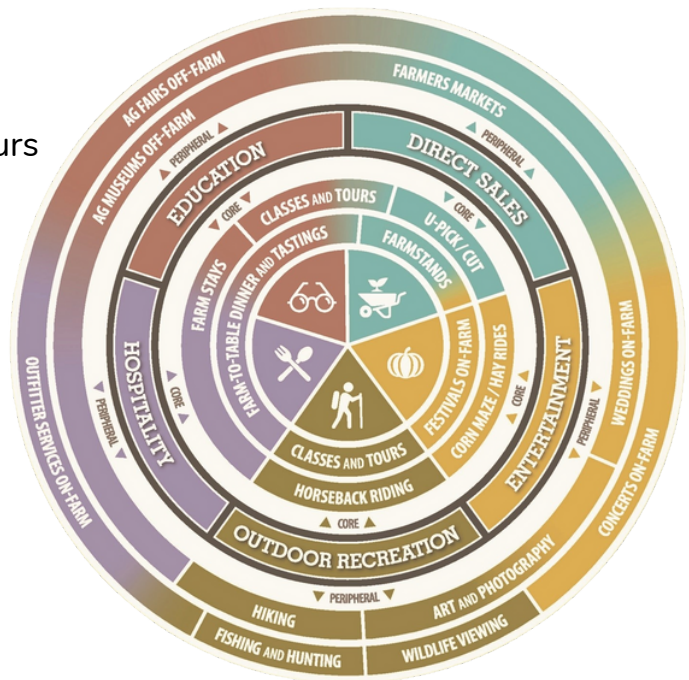 urs
AG FAIRS OFF-FARM
AG MUSEUMS OFF-FARM
FARMERS MARKETS
PERIPHERAL
PERIPHERAL
EDUCATION
DIRECT SALES
CORE
CORE
CLASSES AND TOURS
U-PICK / CUT
FARM-TO-TABLE DINNER AND TASTINGS
FARMSTANDS
FARM STAYS
FESTIVALS ON-FARM
CORN MAZE / HAY RIDES
WEDDINGS ON-FARM
CONCERTS ON-FARM
OUTFITTER SERVICES ON-FARM
PERIPHERAL
HOSPITALITY
CORE
CORE
ENTERTAINMENT
PERIPHERAL
CLASSES AND TOURS
HORSEBACK RIDING
CORE
OUTDOOR RECREATION
PERIPHERAL
HIKING
ART AND PHOTOGRAPHY
FISHING AND HUNTING
WILDLIFE VIEWING